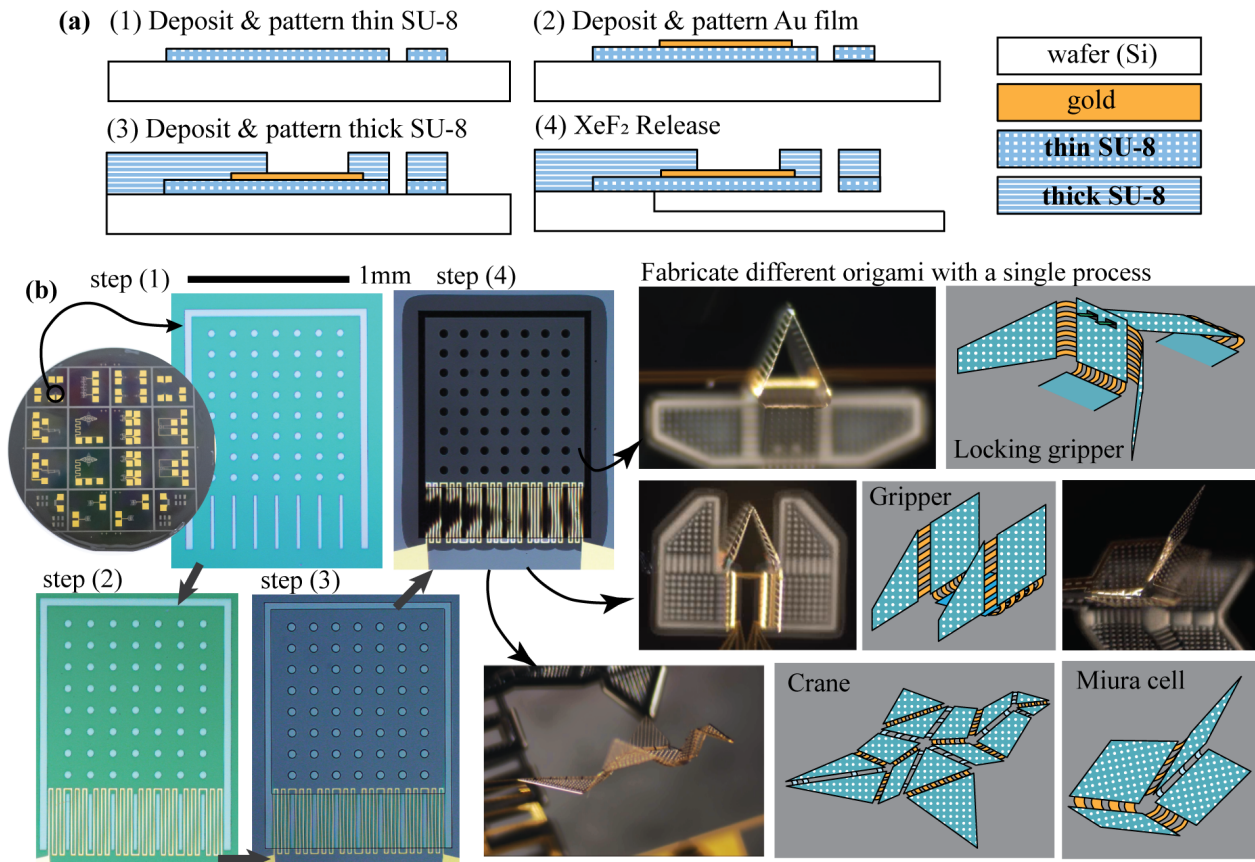 (a) (1) Deposit & pattern thin SU-8
(2) Deposit & pattern Au film
(3) Deposit & pattern thick SU-8
(4) XeF₂ Release
wafer (Si)
gold
thin SU-8
thick SU-8
(b)
step (1)
1mm
step (4)
Fabricate different origami with a single process
Locking gripper
Gripper
step (2)
step (3)
Crane
Miura cell